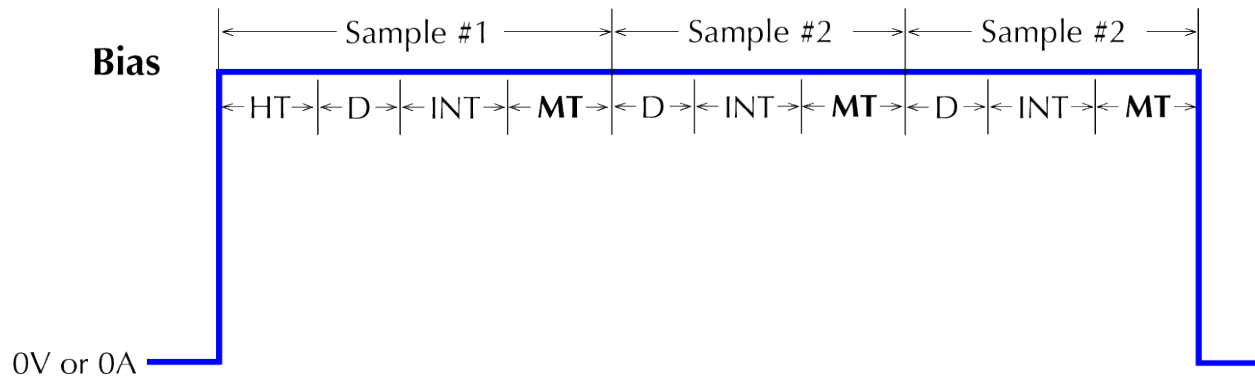 Sample #1 Sample #2 Sample #2
Bias
HT D INT MT D INT MT D INT MT
0V or 0A